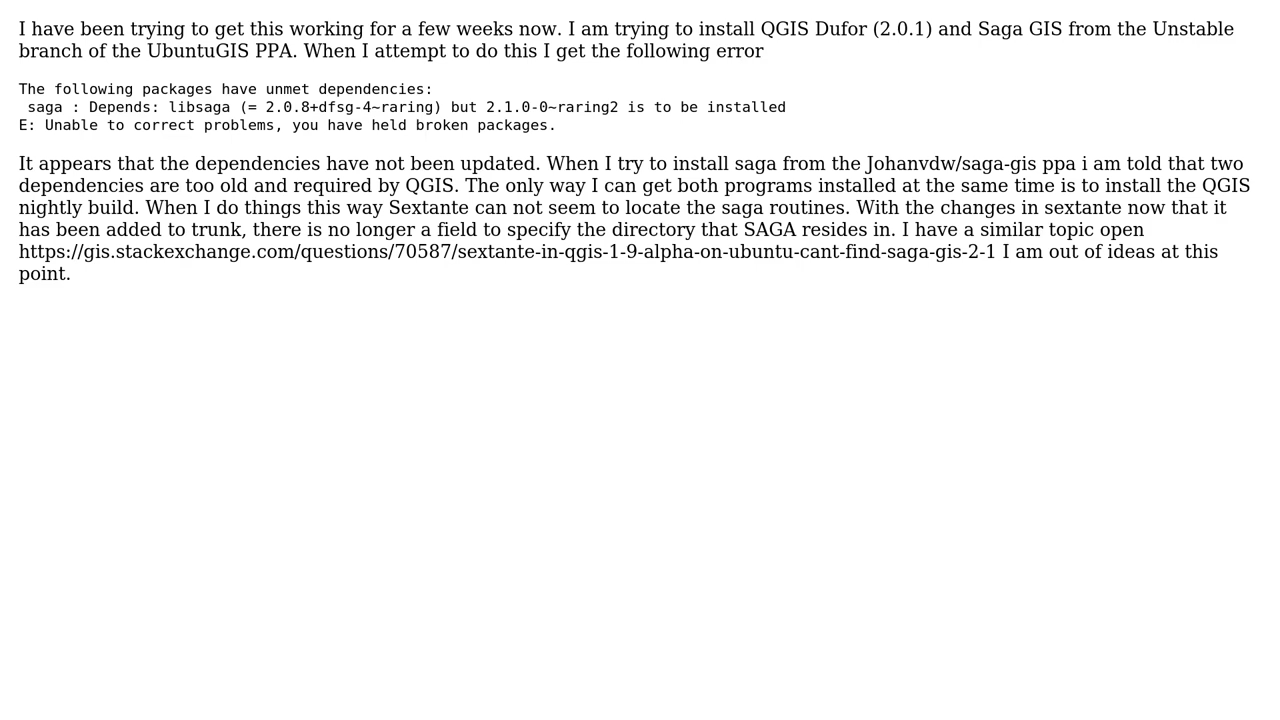 I have been trying to get this working for a few weeks now. I am trying to install QGIS Dufor (2.0.1) and Saga GIS from the Unstable
branch of the UbuntuGIS PPA. When I attempt to do this I get the following error
The following packages have unmet dependencies:
saga : Depends: libsaga (= 2.0.8+dfsg-4~raring) but 2.1.0-0~raring2 is to be installed
E: Unable to correct problems, you have held broken packages.
It appears that the dependencies have not been updated. When I try to install saga from the Johanvdw/saga-gis ppa i am told that two
dependencies are too old and required by QGIS. The only way I can get both programs installed at the same time is to install the QGIS
nightly build. When I do things this way Sextante can not seem to locate the saga routines. With the changes in sextante now that it
has been added to trunk, there is no longer a field to specify the directory that SAGA resides in. I have a similar topic open
https://gis.stackexchange.com/questions/70587/sextante-in-qgis-1-9-alpha-on-ubuntu-cant-find-saga-gis-2-1 I am out of ideas at this
point.